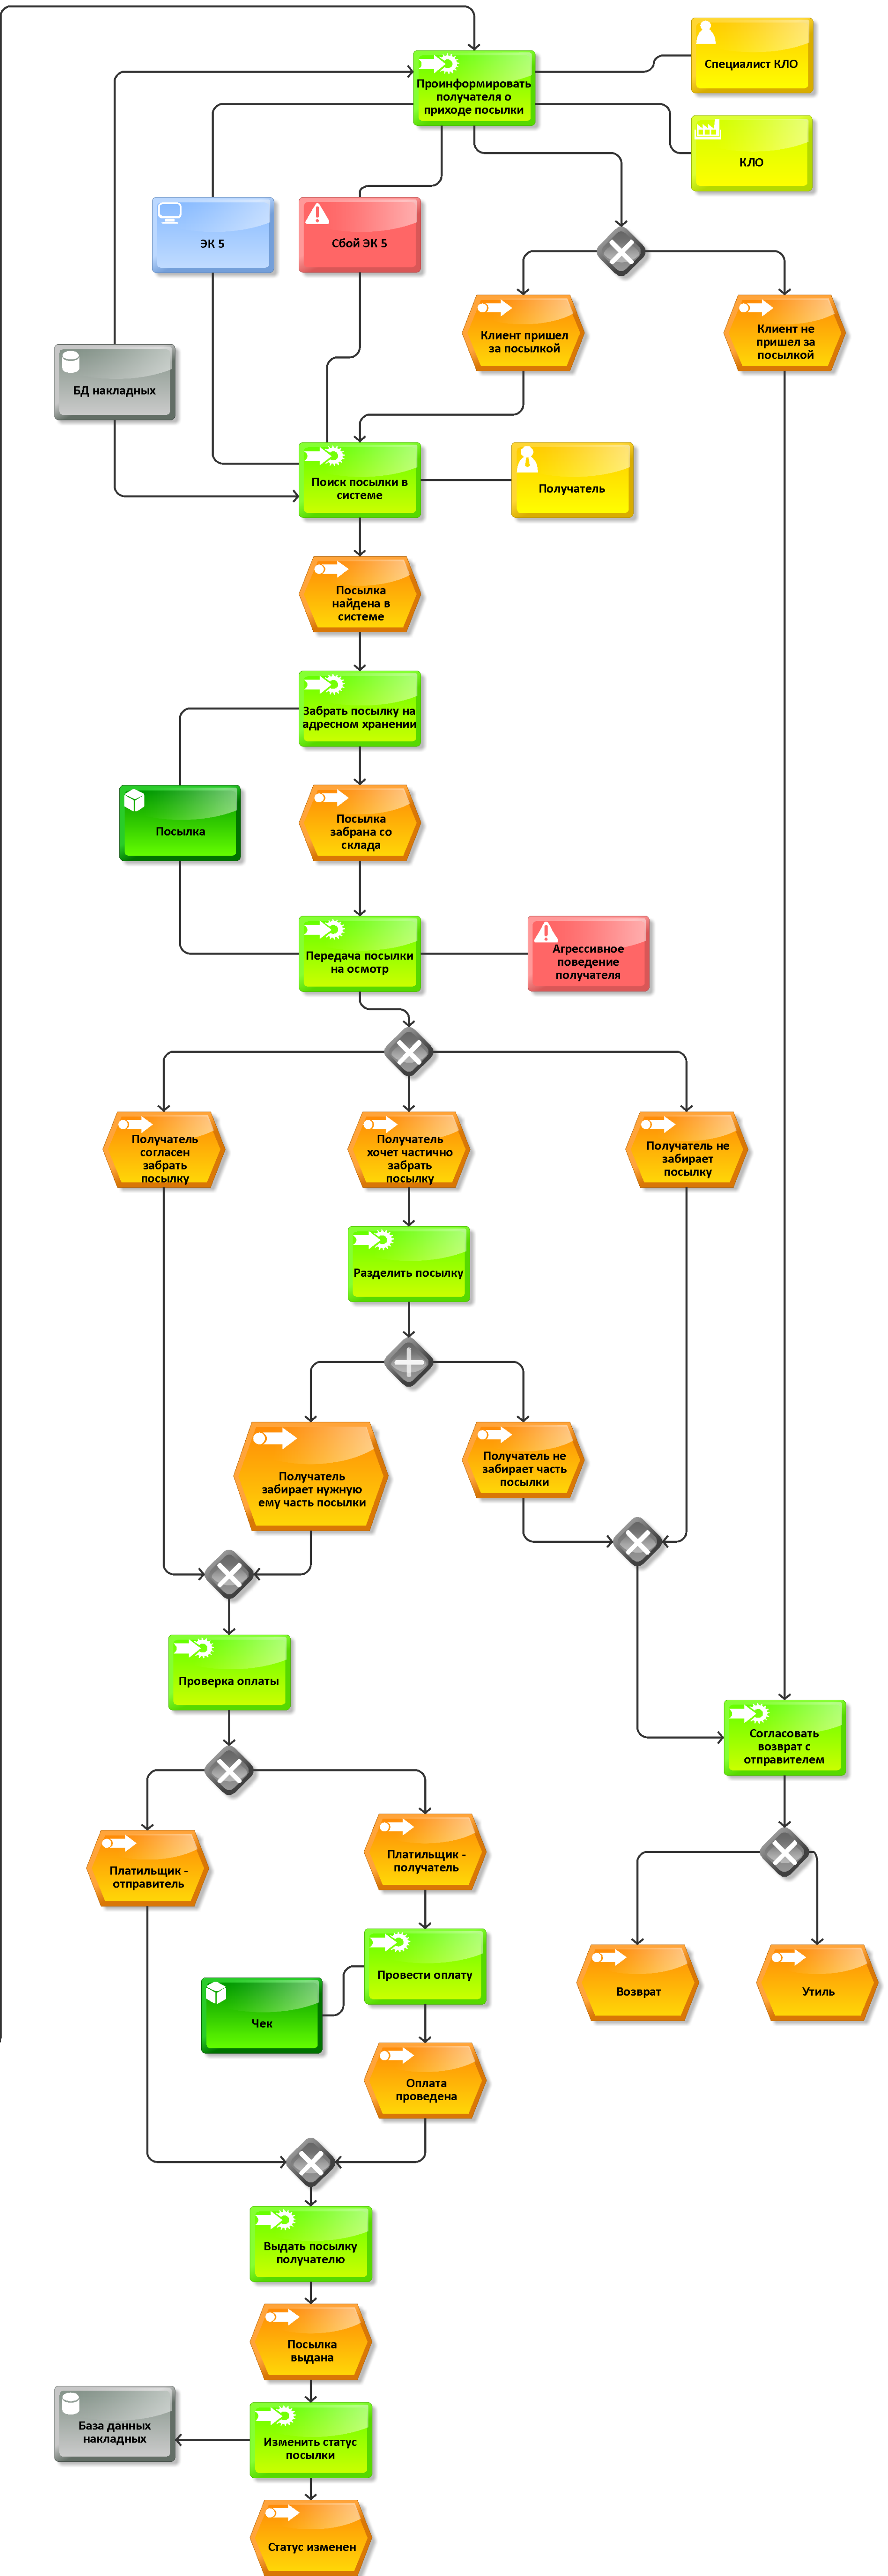 Специалист КЛО
Проинформировать
получателя о
приходе посылки
КЛО
ЭК 5
Сбой ЭК 5
Клиент пришел
за посылкой
Клиент не
пришел за
посылкой
БД накладных
Поиск посылки в
системе
Получатель
Посылка
найдена в
системе
Забрать посылку на
адресном хранении
Посылка
Посылка
забрана со
склада
Передача посылки
на осмотр
Агрессивное
поведение
получателя
Получатель
согласен
забрать
посылку
Получатель
хочет частично
забрать
посылку
Получатель не
забирает
посылку
Разделить посылку
Получатель
забирает нужную
ему часть посылки
Получатель не
забирает часть
посылки
Проверка оплаты
Согласовать
возврат с
отправителем
Платильщик -
отправитель
Платильщик -
получатель
Провести оплату
Возврат
Утиль
Чек
Оплата
проведена
Выдать посылку
получателю
Посылка
выдана
База данных
накладных
Изменить статус
посылки
Статус изменен